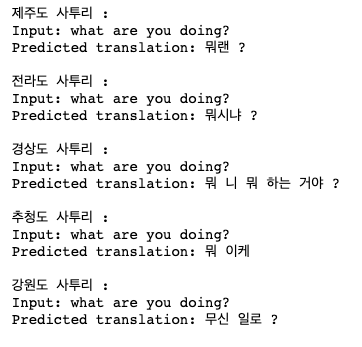 제주도 사투리 :
Input: what are you doing?
Predicted translation: 뭐랜 ?
전라도 사투리 :
Input: what are you doing?
Predicted translation: 뭐시냐 ?
경상도 사투리 :
Input: what are you doing?
Predicted translation: 뭐 니 뭐 하는 거야 ?
추청도 사투리 :
Input: what are you doing?
Predicted translation: 뭐 이케
강원도 사투리 :
Input: what are you doing?
Predicted translation: 무신 일로 ?